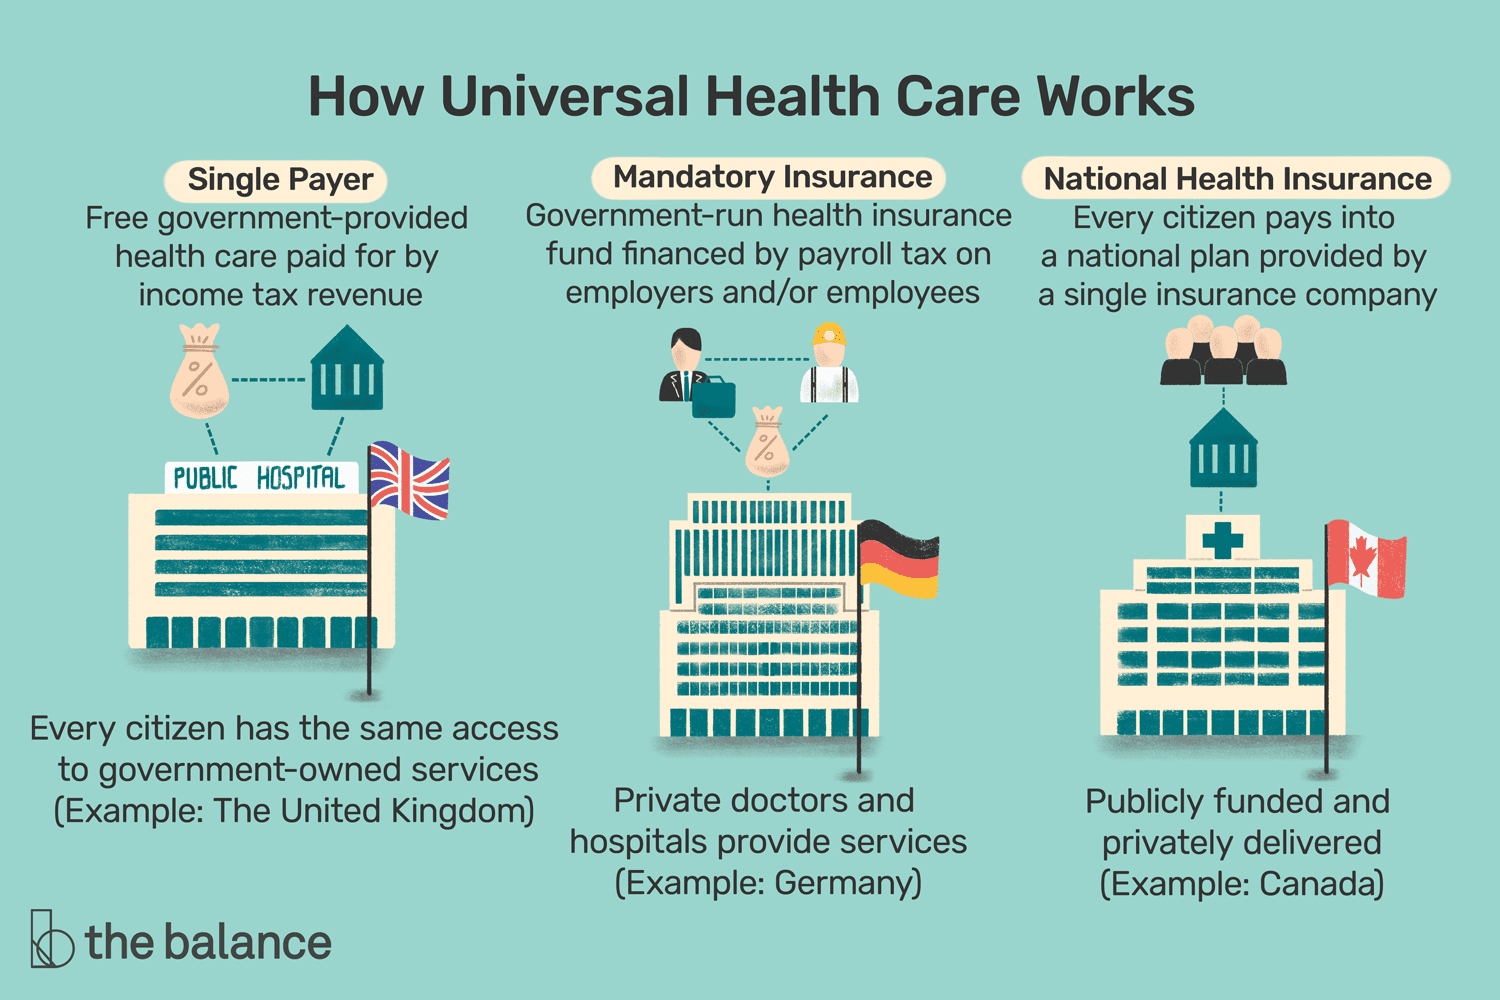 How Universal Health Care Works
Single Payer
Free government-provided
health care paid for by
income tax revenue
PUBLIC HOSPITAL
Every citizen has the same access
to government-owned services
(Example: The United Kingdom)
Mandatory Insurance
Government-run health insurance
fund financed by payroll tax on
employers and/or employees
%
Private doctors and
hospitals provide services
(Example: Germany)
National Health Insurance
Every citizen pays into
a national plan provided by
a single insurance company
Publicly funded and
privately delivered
(Example: Canada)
the balance